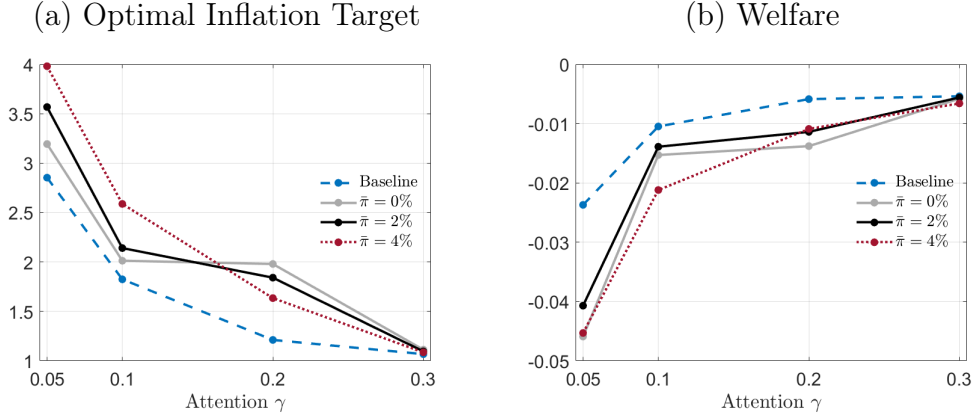 (a) Optimal Inflation Target
4
3.5
3
2.5
2
1.5
1
0.05 0.1 0.2 0.3
Attention γ
Baseline
π̄ = 0%
π̄ = 2%
π̄ = 4%
(b) Welfare
0
-0.01
-0.02
-0.03
-0.04
-0.05
0.05 0.1 0.2 0.3
Attention γ
Baseline
π̄ = 0%
π̄ = 2%
π̄ = 4%